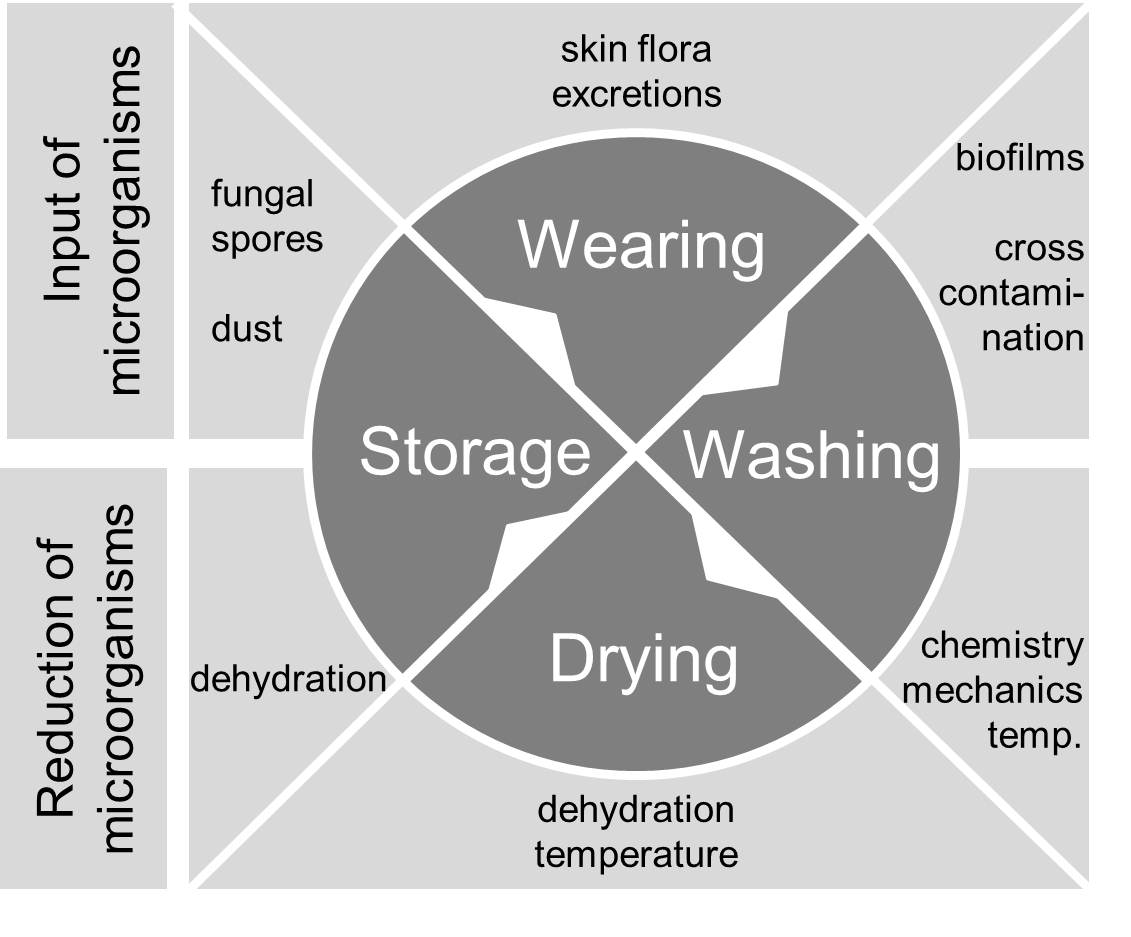 Input of
microorganisms
skin flora
excretions
fungal
spores
dust
biofilms
cross
contami-
nation
Wearing
Storage
Washing
Drying
Reduction of
microorganisms
dehydration
chemistry
mechanics
temp.
dehydration
temperature